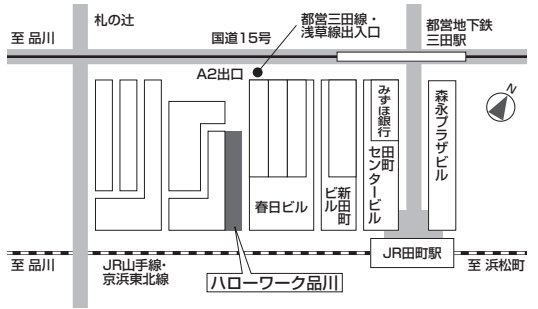 札の辻
都営三田線・
浅草線出入口
都営地下鉄
三田駅
至 品川
国道15号
A2出口
N
みずほ銀行
森永プラザビル
田町
センタービル
新田町
ビル
春日ビル
JR田町駅
至 品川
JR山手線・
京浜東北線
ハローワーク品川
至 浜松町